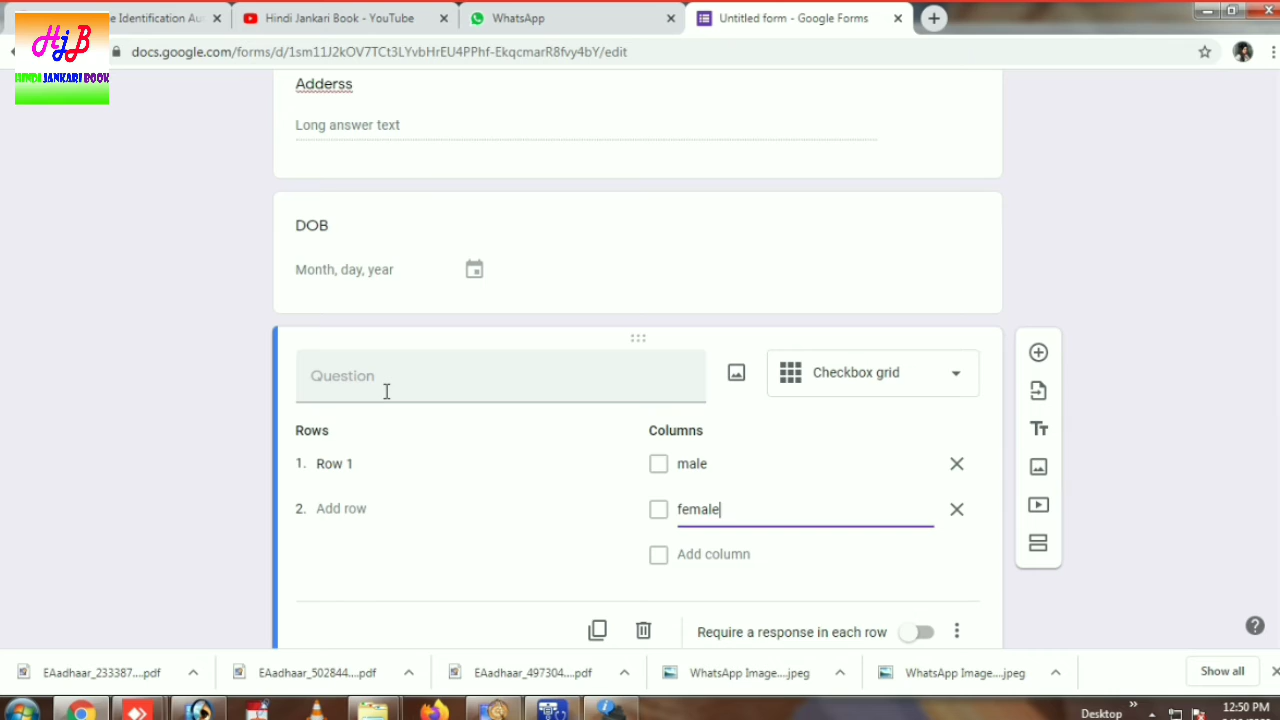 e Identification Au
Hindi Jankari Book - YouTube
WhatsApp
Untitled form - Google Forms
HjB
HINDI JANKARI BOOK
docs.google.com/forms/d/1sm11J2kOV7TCt3LYvbHrEU4PPhf-EkqcmarR8fvy4bY/edit
Adderss
Long answer text
DOB
Month, day, year
Question
Checkbox grid
Rows
Columns
1. Row 1
male
2. Add row
female
Add column
Require a response in each row
EAadhaar_233387....pdf
EAadhaar_502844....pdf
EAadhaar_497304....pdf
WhatsApp Image....jpeg
WhatsApp Image....jpeg
Show all
Desktop
12:50 PM